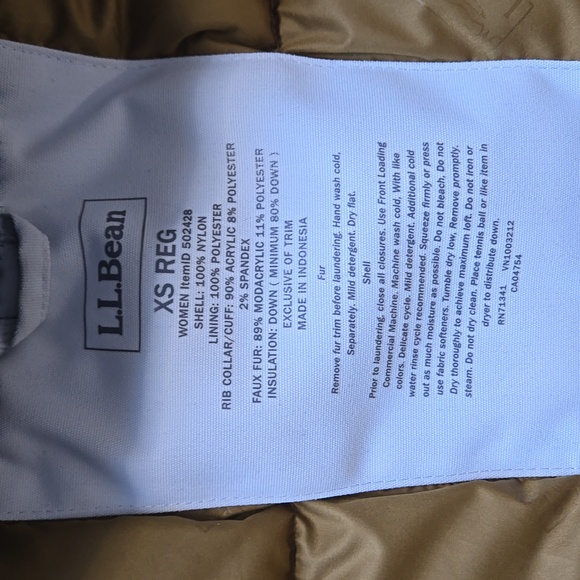 L.L.Bean
XS REG
WOMEN ItemID 502428
SHELL: 100% NYLON
LINING: 100% POLYESTER
RIB COLLAR/CUFF: 90% ACRYLIC 8% POLYESTER
2% SPANDEX
FAUX FUR: 89% MODACRYLIC 11% POLYESTER
INSULATION: DOWN ( MINIMUM 80% DOWN )
EXCLUSIVE OF TRIM
MADE IN INDONESIA
Fur
Remove fur trim before laundering. Hand wash cold.
Separately. Mild detergent. Dry flat.
Shell
Prior to laundering, close all closures. Use Front Loading
Commercial Machine. Machine wash cold, With like
colors. Delicate cycle. Mild detergent. Additional cold
water rinse cycle recommended. Squeeze firmly or press
out as much moisture as possible. Do not bleach. Do not
use fabric softeners. Tumble dry low, Remove promptly.
Dry thoroughly to achieve maximum loft. Do not iron or
steam. Do not dry clean. Place tennis ball or like item in
dryer to distribute down.
RN71341 VN1003212
CA04754